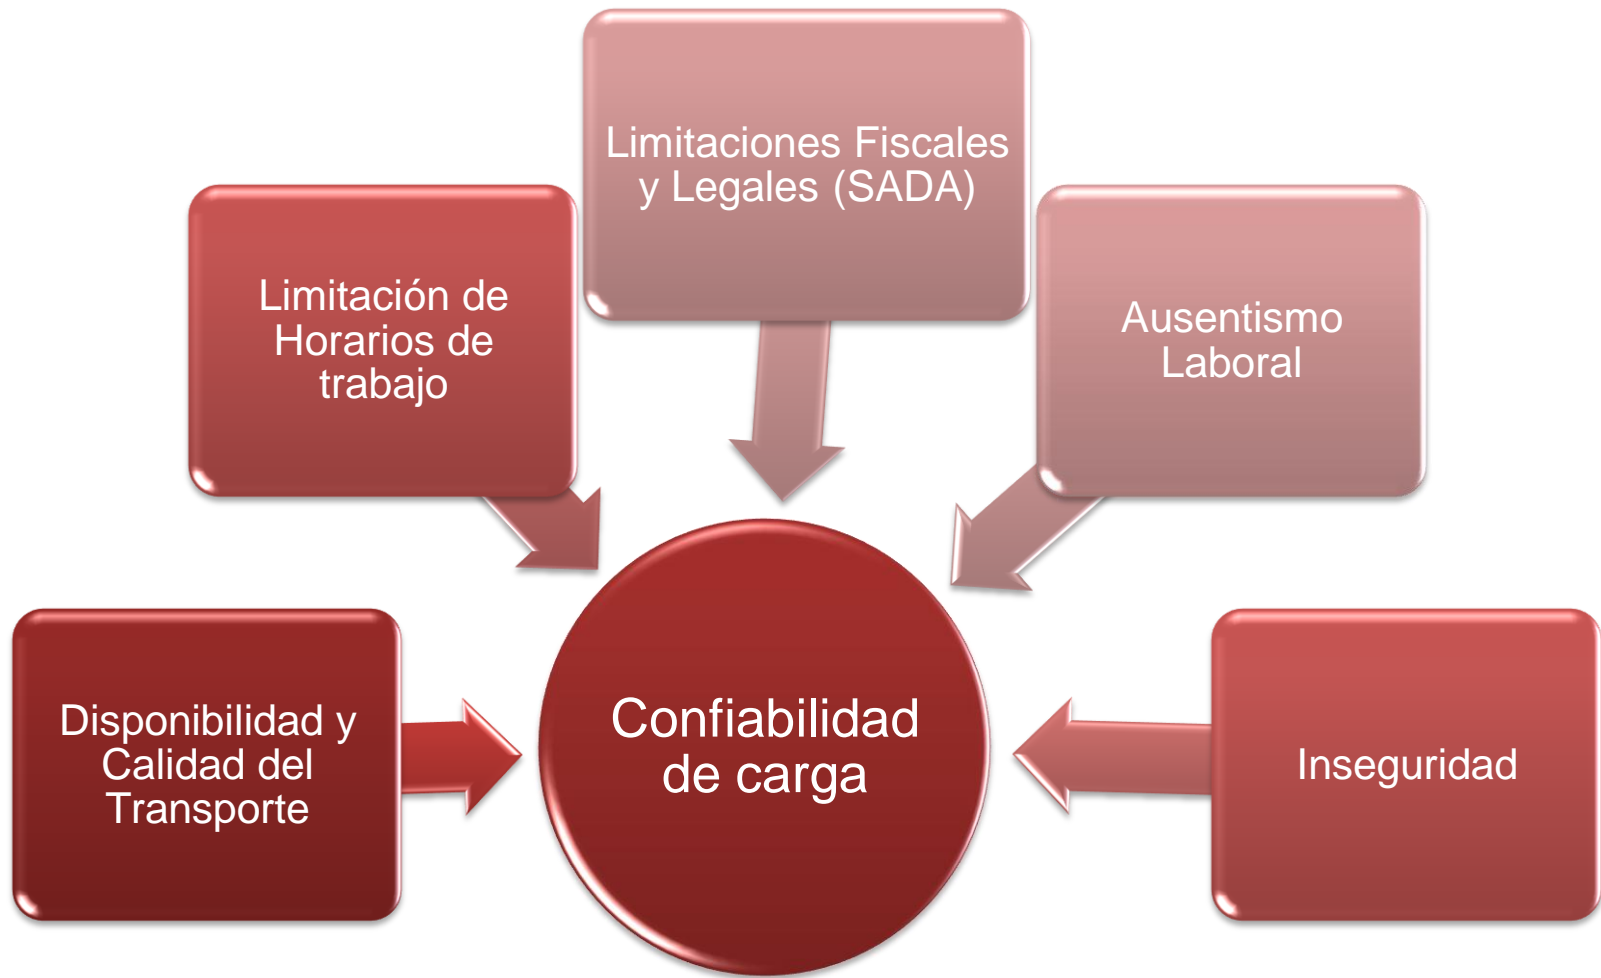 Limitaciones Fiscales
y Legales (SADA)
Limitación de
Horarios de
trabajo
Ausentismo
Laboral
Disponibilidad y
Calidad del
Transporte
Confiabilidad
de carga
Inseguridad